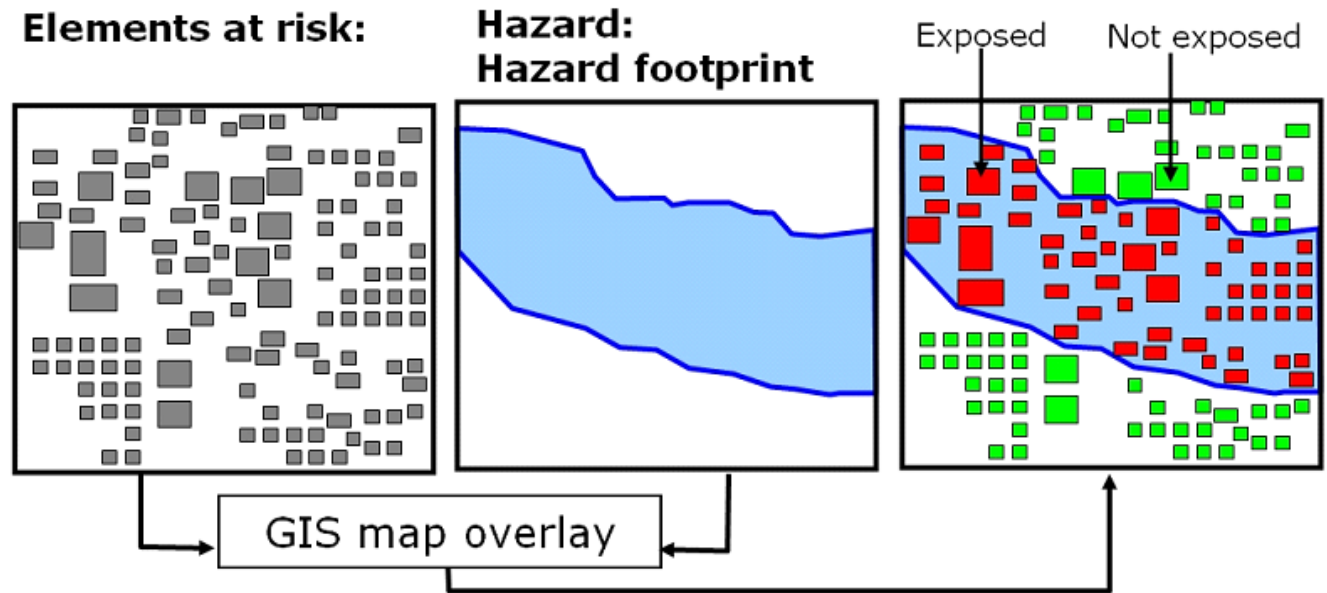 Elements at risk:
Hazard:
Hazard footprint
Exposed
Not exposed
GIS map overlay